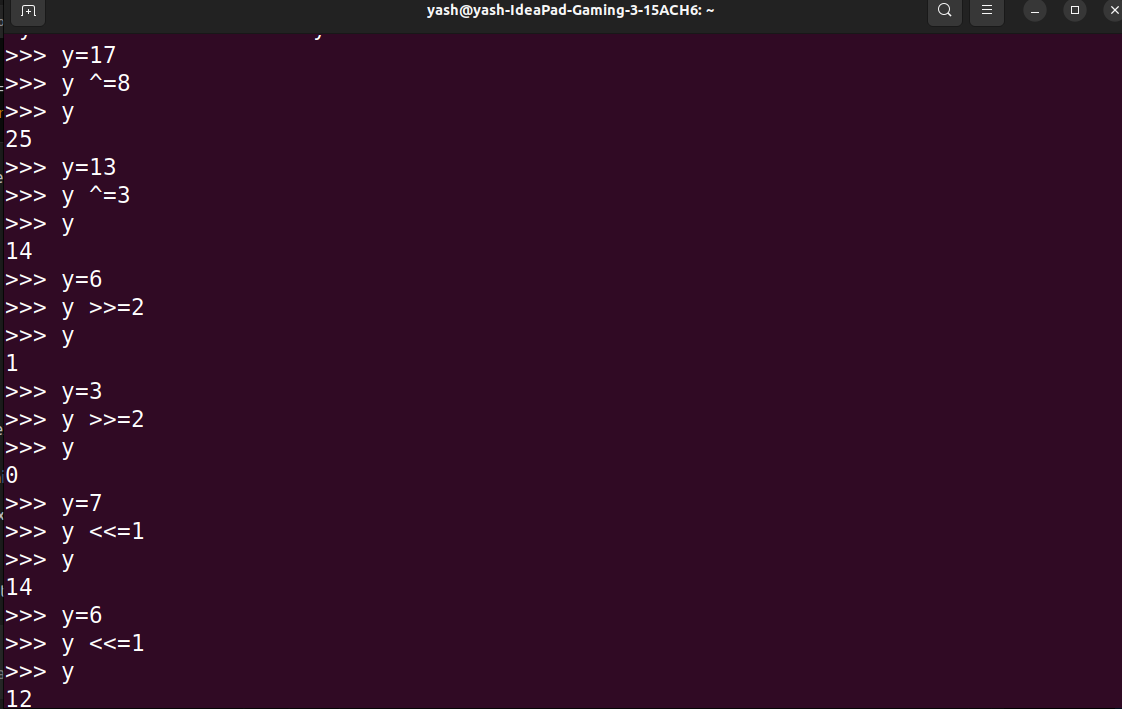 yash@yash-IdeaPad-Gaming-3-15ACH6: ~
>>> y=17
>>> y ^=8
>>> y
25
>>> y=13
>>> y ^=3
>>> y
14
>>> y=6
>>> y >>=2
>>> y
1
>>> y=3
>>> y >>=2
>>> y
0
>>> y=7
>>> y <<=1
>>> y
14
>>> y=6
>>> y <<=1
>>> y
12